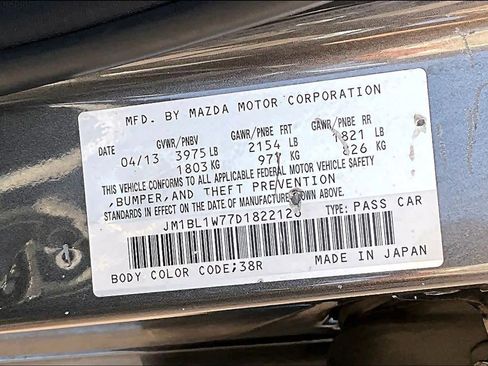 MFD. BY MAZDA MOTOR CORPORATION
DATE GVWR/PNBV GAWR/PNBE FRT GAWR/PNBE RR
04/13 3975 LB 2154 LB 1821 LB
1803 KG 977 KG 826 KG
THIS VEHICLE CONFORMS TO ALL APPLICABLE FEDERAL MOTOR VEHICLE SAFETY
,BUMPER,AND THEFT PREVENTION
STANDARDS IN EFFECT ON THE DATE OF MANUFACTURE SHOWN ABOVE.
TYPE: PASS CAR
BODY COLOR CODE;38R MADE IN JAPAN